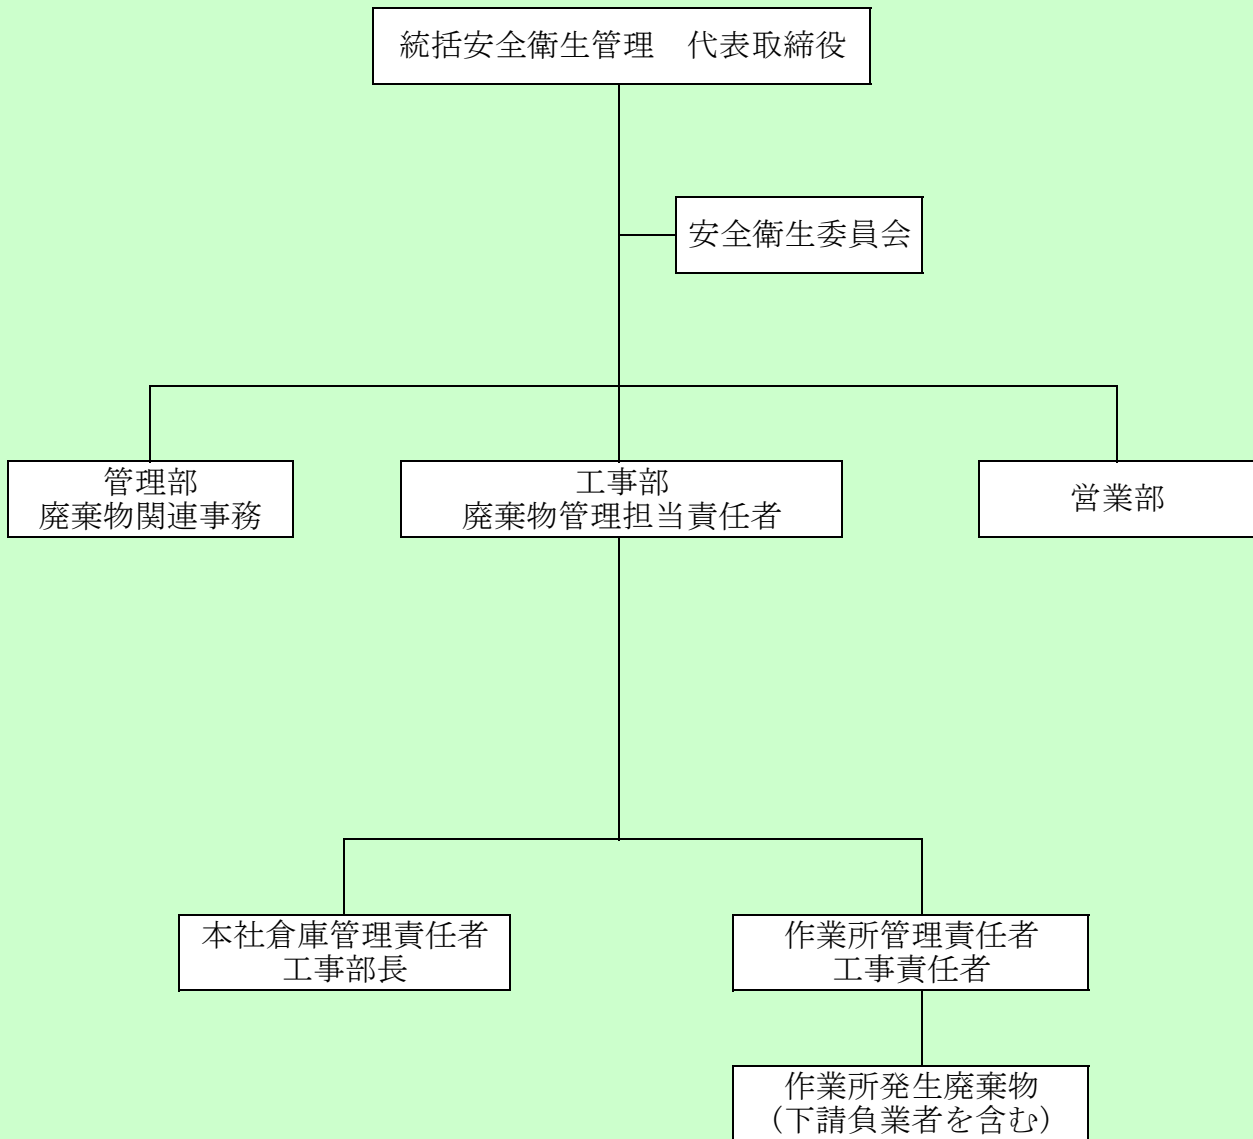 統括安全衛生管理　代表取締役
安全衛生委員会
管理部
廃棄物関連事務
工事部
廃棄物管理担当責任者
営業部
本社倉庫管理責任者
工事部長
作業所管理責任者
工事責任者
作業所発生廃棄物
（下請負業者を含む）